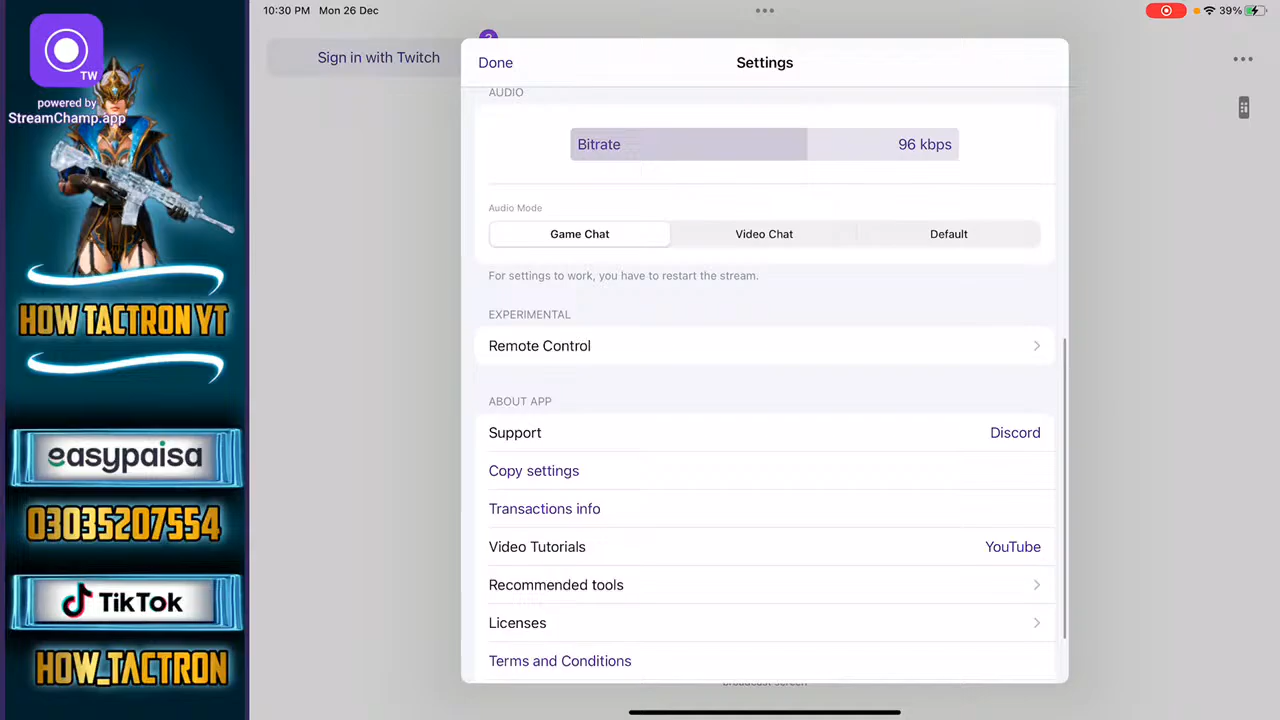 10:30 PM Mon 26 Dec
39%
TW
powered by
StreamChamp.app
HOW TACTRON YT
easypaisa
03035207554
TikTok
HOW_TACTRON
Sign in with Twitch
?
Done
Settings
AUDIO
Bitrate 96 kbps
Audio Mode
Game Chat Video Chat Default
For settings to work, you have to restart the stream.
EXPERIMENTAL
Remote Control
ABOUT APP
Support Discord
Copy settings
Transactions info
Video Tutorials YouTube
Recommended tools
Licenses
Terms and Conditions
broadcast screen